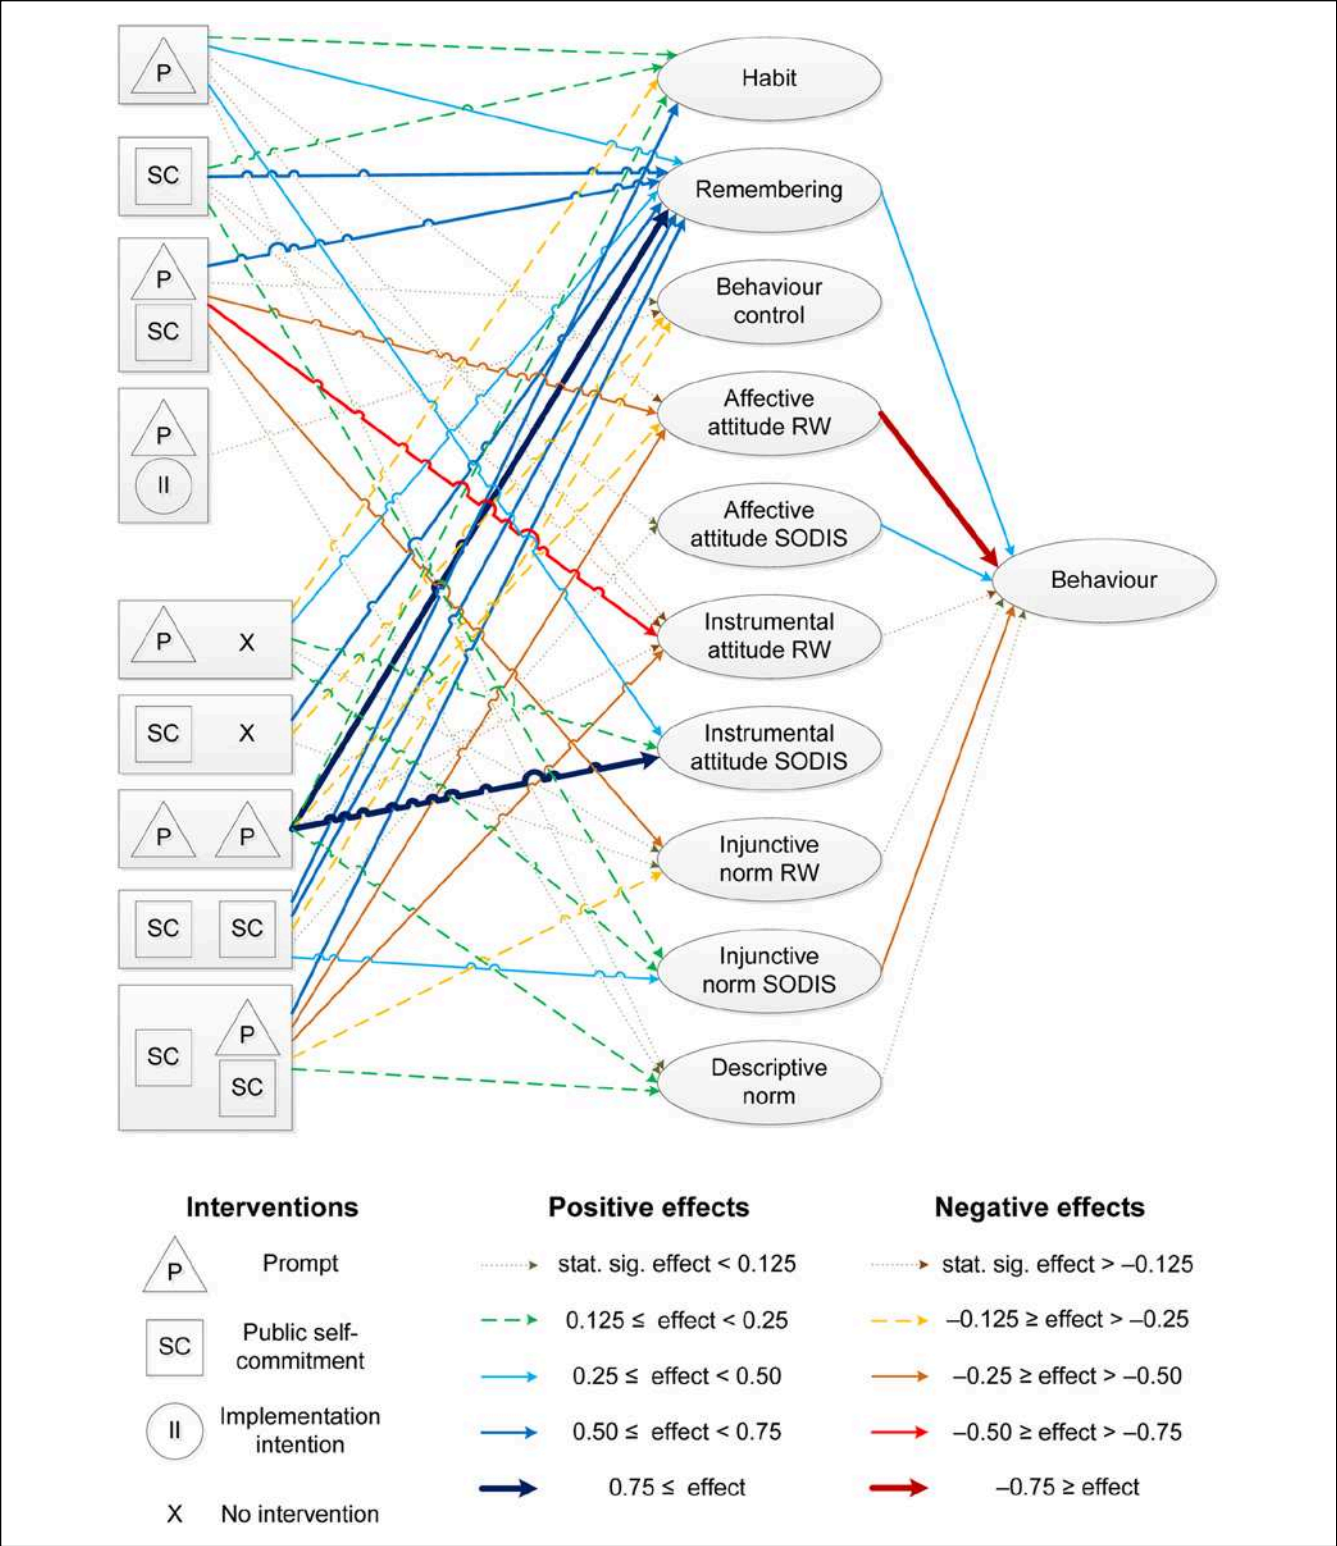 P
SC
P
SC
P
II
P X
SC X
P P
SC SC
SC
P
SC
Habit
Remembering
Behaviour
control
Affective
attitude RW
Affective
attitude SODIS
Instrumental
attitude RW
Instrumental
attitude SODIS
Injunctive
norm RW
Injunctive
norm SODIS
Descriptive
norm
Behaviour
Interventions
P Prompt
SC Public self-
commitment
II Implementation
intention
X No intervention
Positive effects
stat. sig. effect < 0.125
0.125 ≤ effect < 0.25
0.25 ≤ effect < 0.50
0.50 ≤ effect < 0.75
0.75 ≤ effect
Negative effects
stat. sig. effect > –0.125
–0.125 ≥ effect > –0.25
–0.25 ≥ effect > –0.50
–0.50 ≥ effect > –0.75
–0.75 ≥ effect